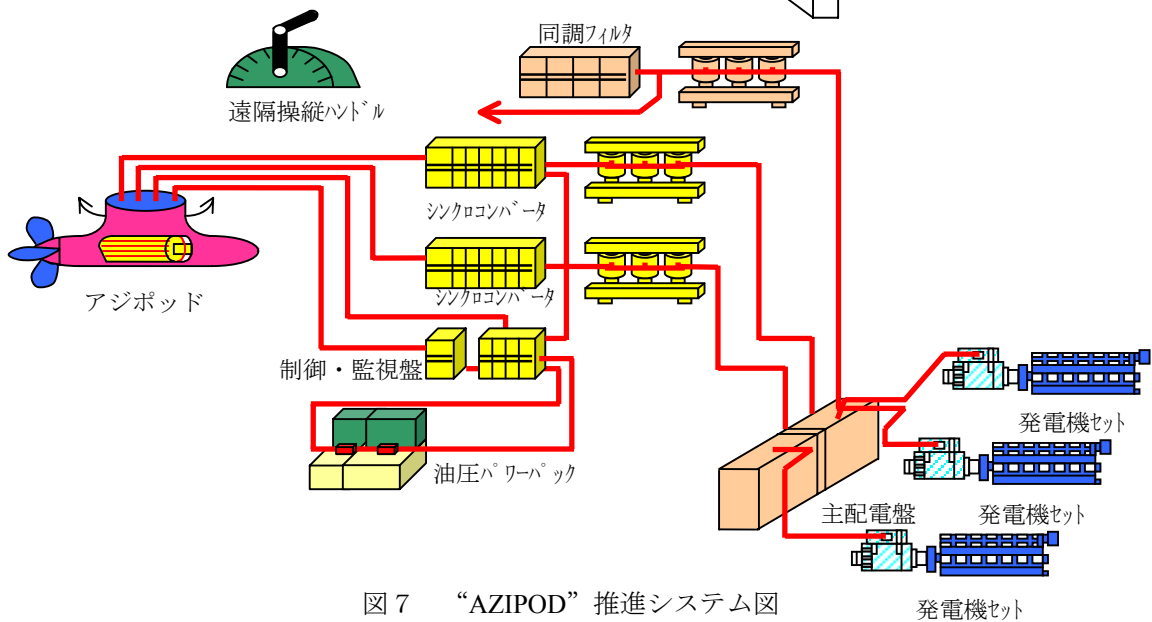 同調フィルタ
遠隔操縦ハンドル
シンクロコンバータ
シンクロコンバータ
アジポッド
制御・監視盤
油圧パワーパック
発電機セット
主配電盤
発電機セット
発電機セット
図７ “AZIPOD”推進システム図